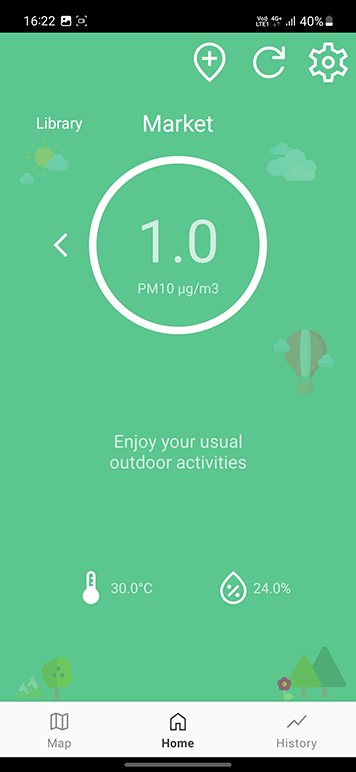 16:22 VoI) LTE1 4G+ 40%
Library Market
1.0
PM10 µg/m3
Enjoy your usual
outdoor activities
30.0°C 24.0%
Map Home History